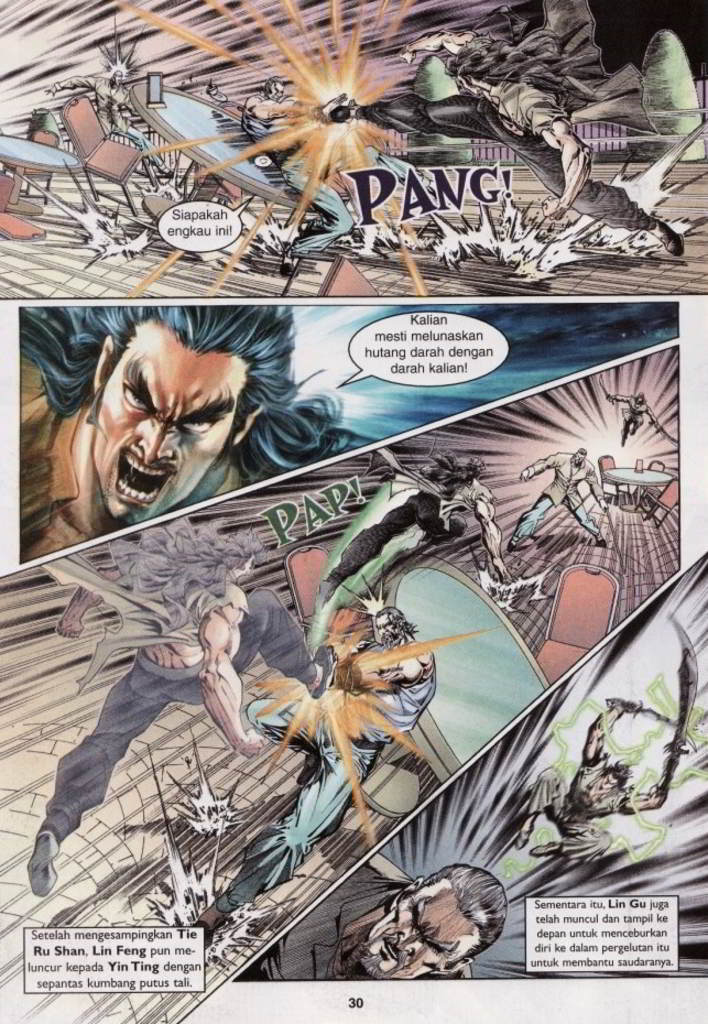 PANG!
Siapakah
engkau ini!
Kalian
mesti melunaskan
hutang darah dengan
darah kalian!
PAP!
Setelah mengesampingkan Tie
Ru Shan, Lin Feng pun me-
luncur kepada Yin Ting dengan
sepantas kumbang putus tali.
Sementara itu, Lin Gu juga
telah muncul dan tampil ke
depan untuk menceburkan
diri ke dalam pergelutan itu
untuk membantu saudaranya.
30